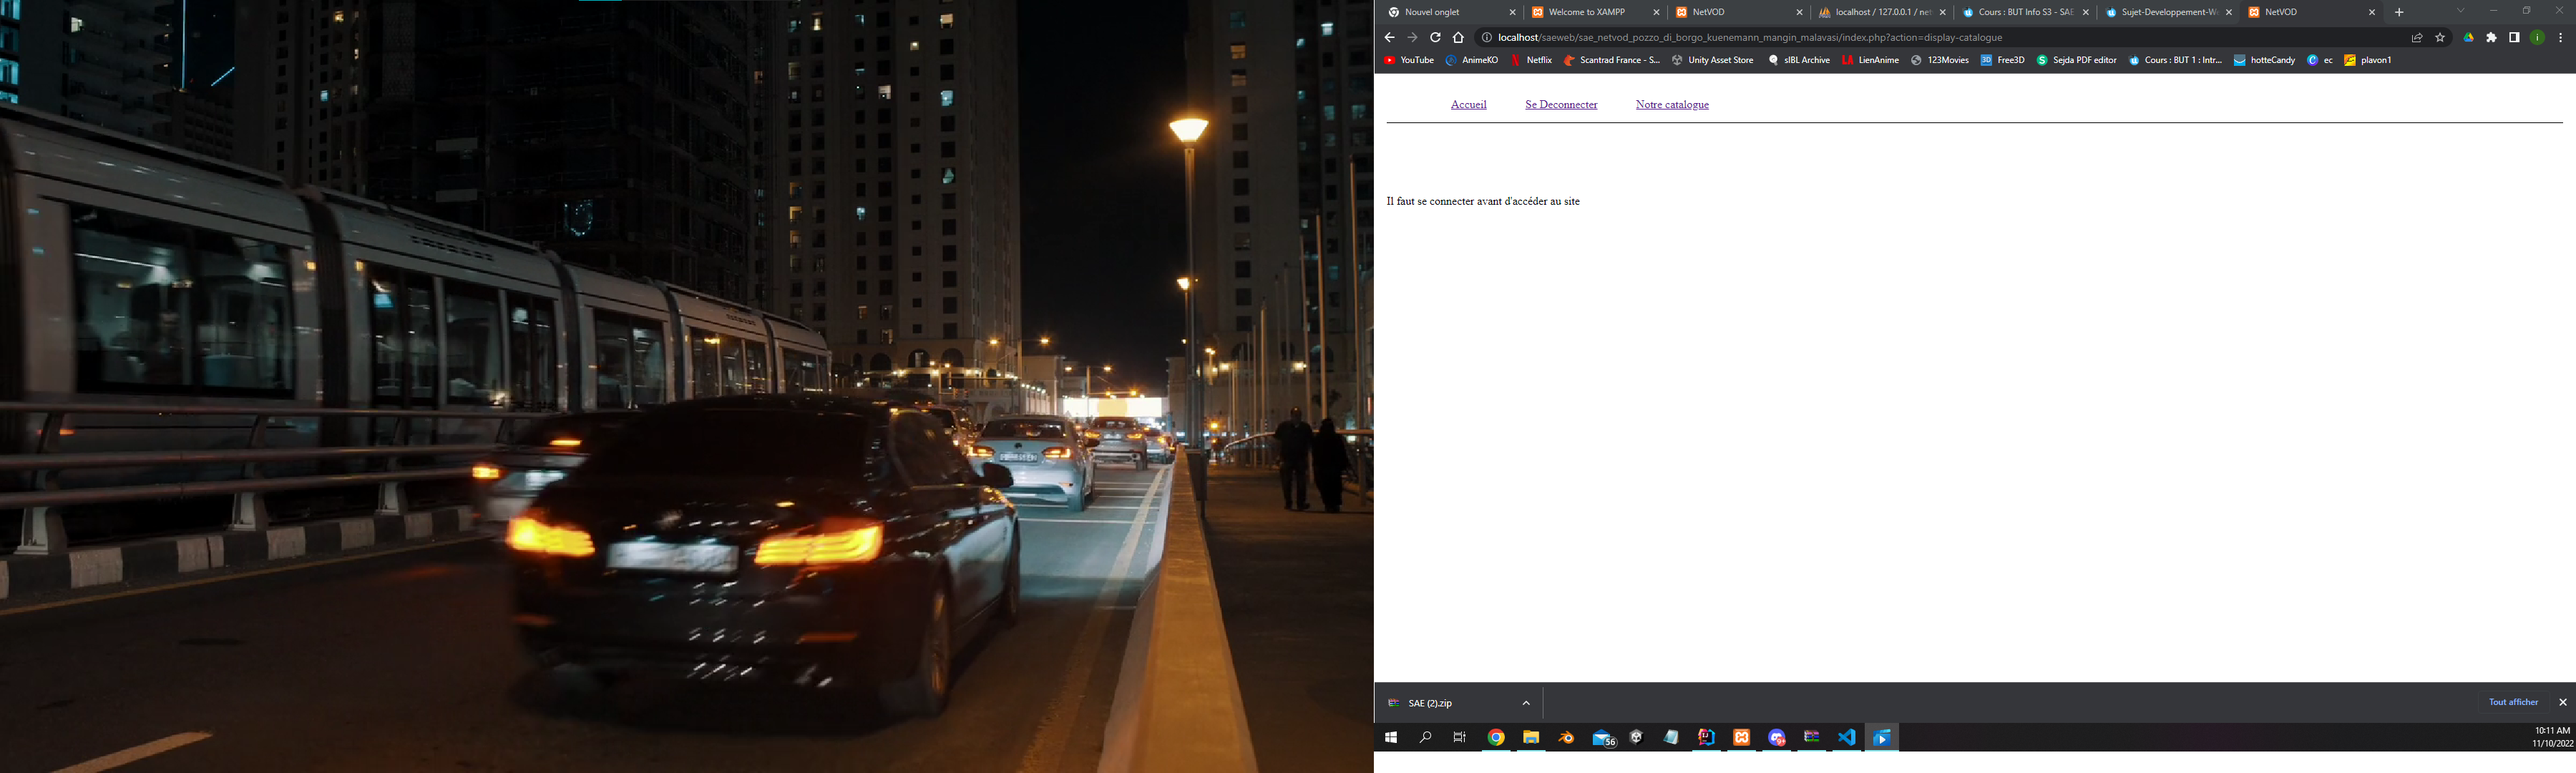 Nouvel onglet
Welcome to XAMPP
NetVOD
localhost / 127.0.0.1 / net
Cours : BUT Info S3 - SAE
Sujet-Developpement-W
NetVOD
localhost/saeweb/sae_netvod_pozzo_di_borgo_kuenemann_mangin_malavasi/index.php?action=display-catalogue
YouTube
AnimeKO
Netflix
Scantrad France - S...
Unity Asset Store
sIBL Archive
LienAnime
123Movies
Free3D
Sejda PDF editor
Cours : BUT 1 : Intr...
hotteCandy
ec
plavon1
Accueil
Se Deconnecter
Notre catalogue
Il faut se connecter avant d'accéder au site
SAE (2).zip
Tout afficher
56
10:11 AM
11/10/2022